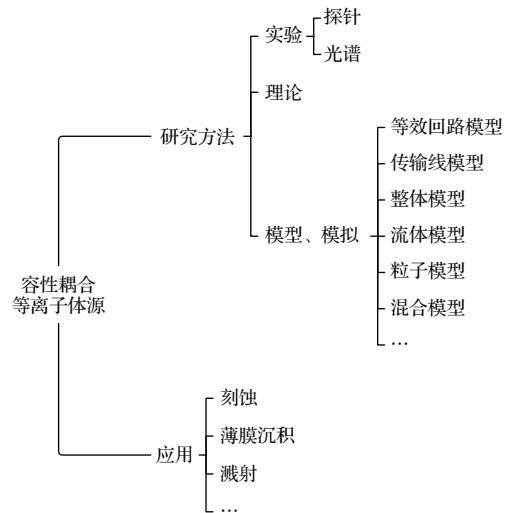 容性耦合
等离子体源
研究方法
实验
探针
光谱
理论
模型、模拟
等效回路模型
传输线模型
整体模型
流体模型
粒子模型
混合模型
…
应用
刻蚀
薄膜沉积
溅射
…